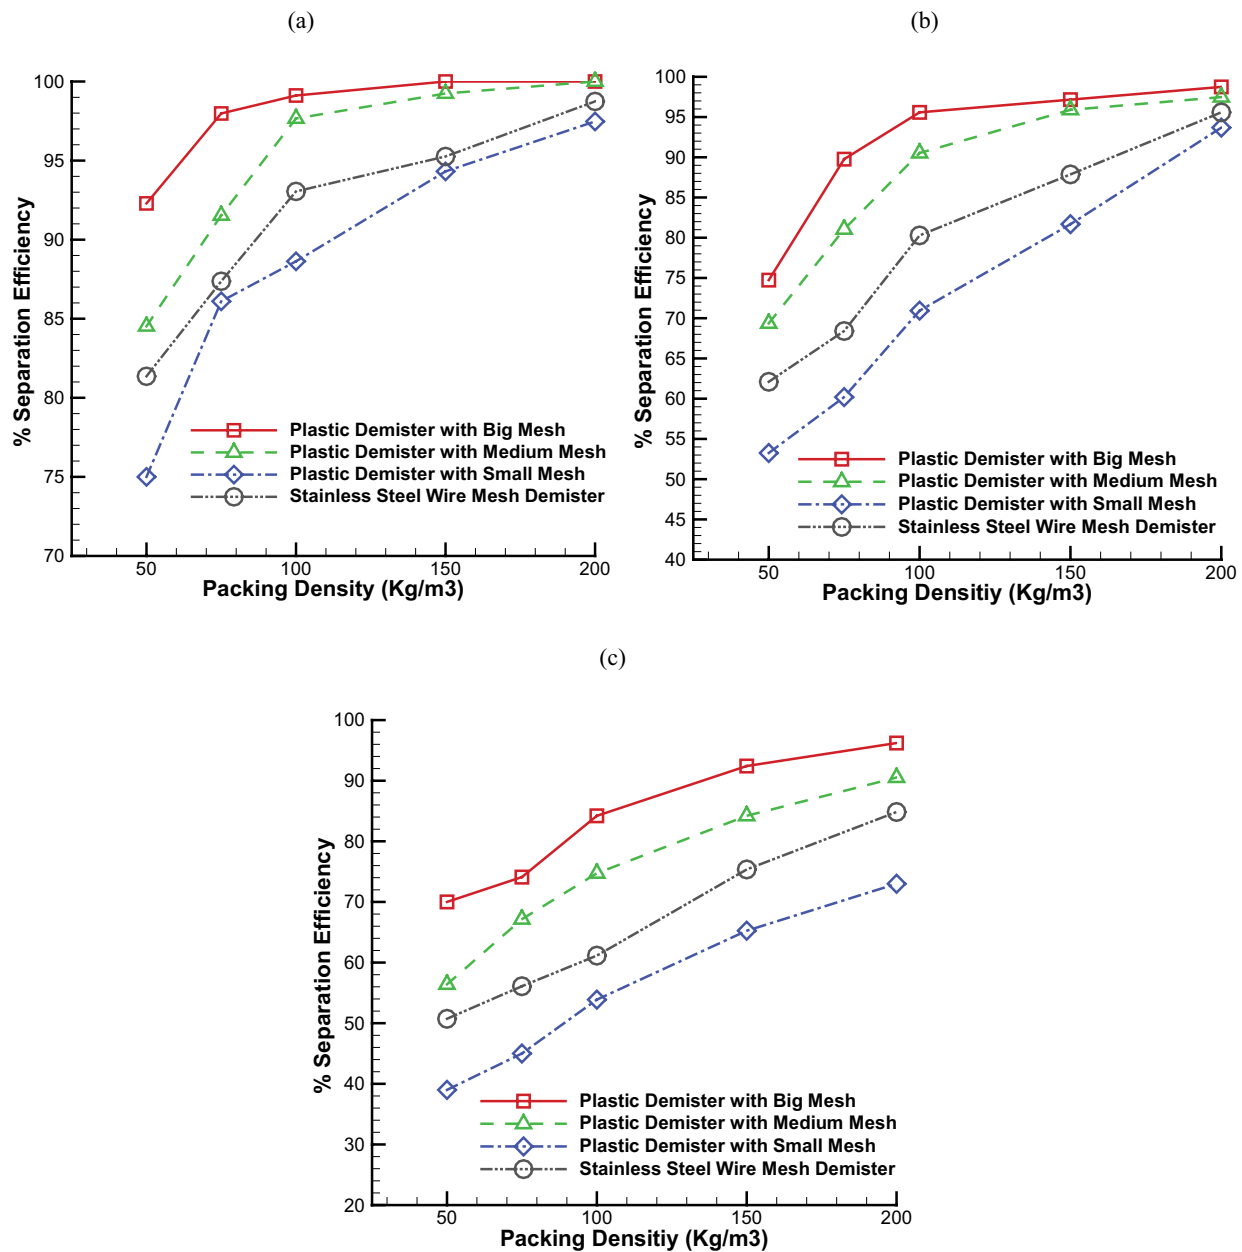 (a)
100
95
90
85
80
75
70
% Separation Efficiency
Plastic Demister with Big Mesh
Plastic Demister with Medium Mesh
Plastic Demister with Small Mesh
Stainless Steel Wire Mesh Demister
50 100 150 200
Packing Density (Kg/m3)
(b)
100
95
90
85
80
75
70
65
60
55
50
45
40
% Separation Efficiency
Plastic Demister with Big Mesh
Plastic Demister with Medium Mesh
Plastic Demister with Small Mesh
Stainless Steel Wire Mesh Demister
50 100 150 200
Packing Densitiy (Kg/m3)
(c)
100
90
80
70
60
50
40
30
20
% Separation Efficiency
Plastic Demister with Big Mesh
Plastic Demister with Medium Mesh
Plastic Demister with Small Mesh
Stainless Steel Wire Mesh Demister
50 100 150 200
Packing Densitiy (Kg/m3)